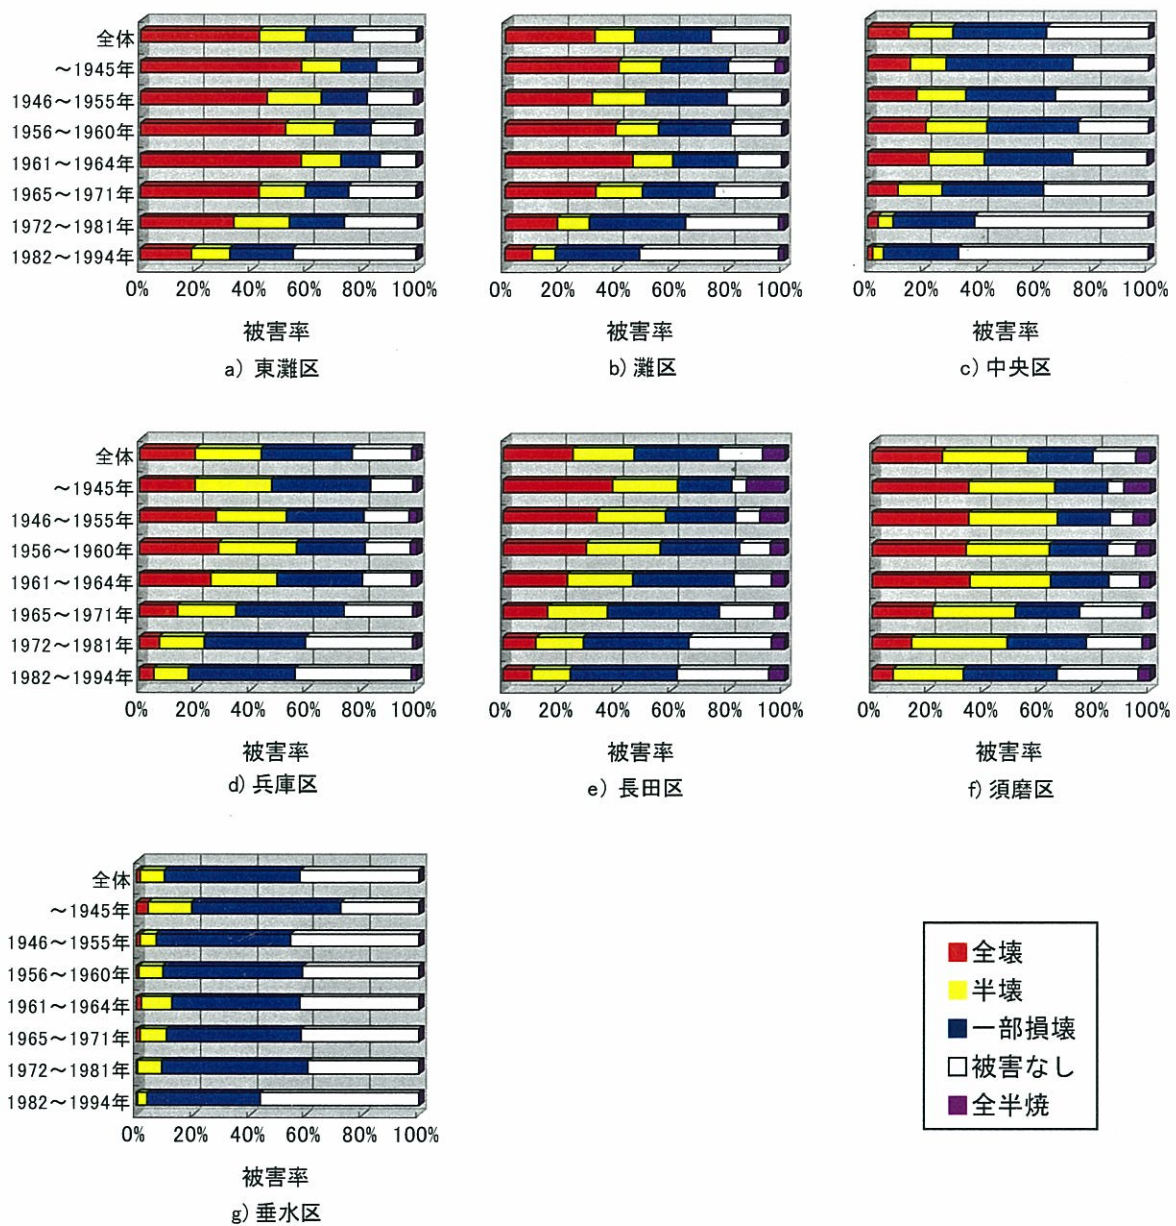 全体
～1945年
1946～1955年
1956～1960年
1961～1964年
1965～1971年
1972～1981年
1982～1994年
0% 20% 40% 60% 80% 100%
被害率
a) 東灘区
0% 20% 40% 60% 80% 100%
被害率
b) 灘区
0% 20% 40% 60% 80% 100%
被害率
c) 中央区
全体
～1945年
1946～1955年
1956～1960年
1961～1964年
1965～1971年
1972～1981年
1982～1994年
0% 20% 40% 60% 80% 100%
被害率
d) 兵庫区
0% 20% 40% 60% 80% 100%
被害率
e) 長田区
0% 20% 40% 60% 80% 100%
被害率
f) 須磨区
全体
～1945年
1946～1955年
1956～1960年
1961～1964年
1965～1971年
1972～1981年
1982～1994年
0% 20% 40% 60% 80% 100%
被害率
g) 垂水区
全壊
半壊
一部損壊
被害なし
全半焼